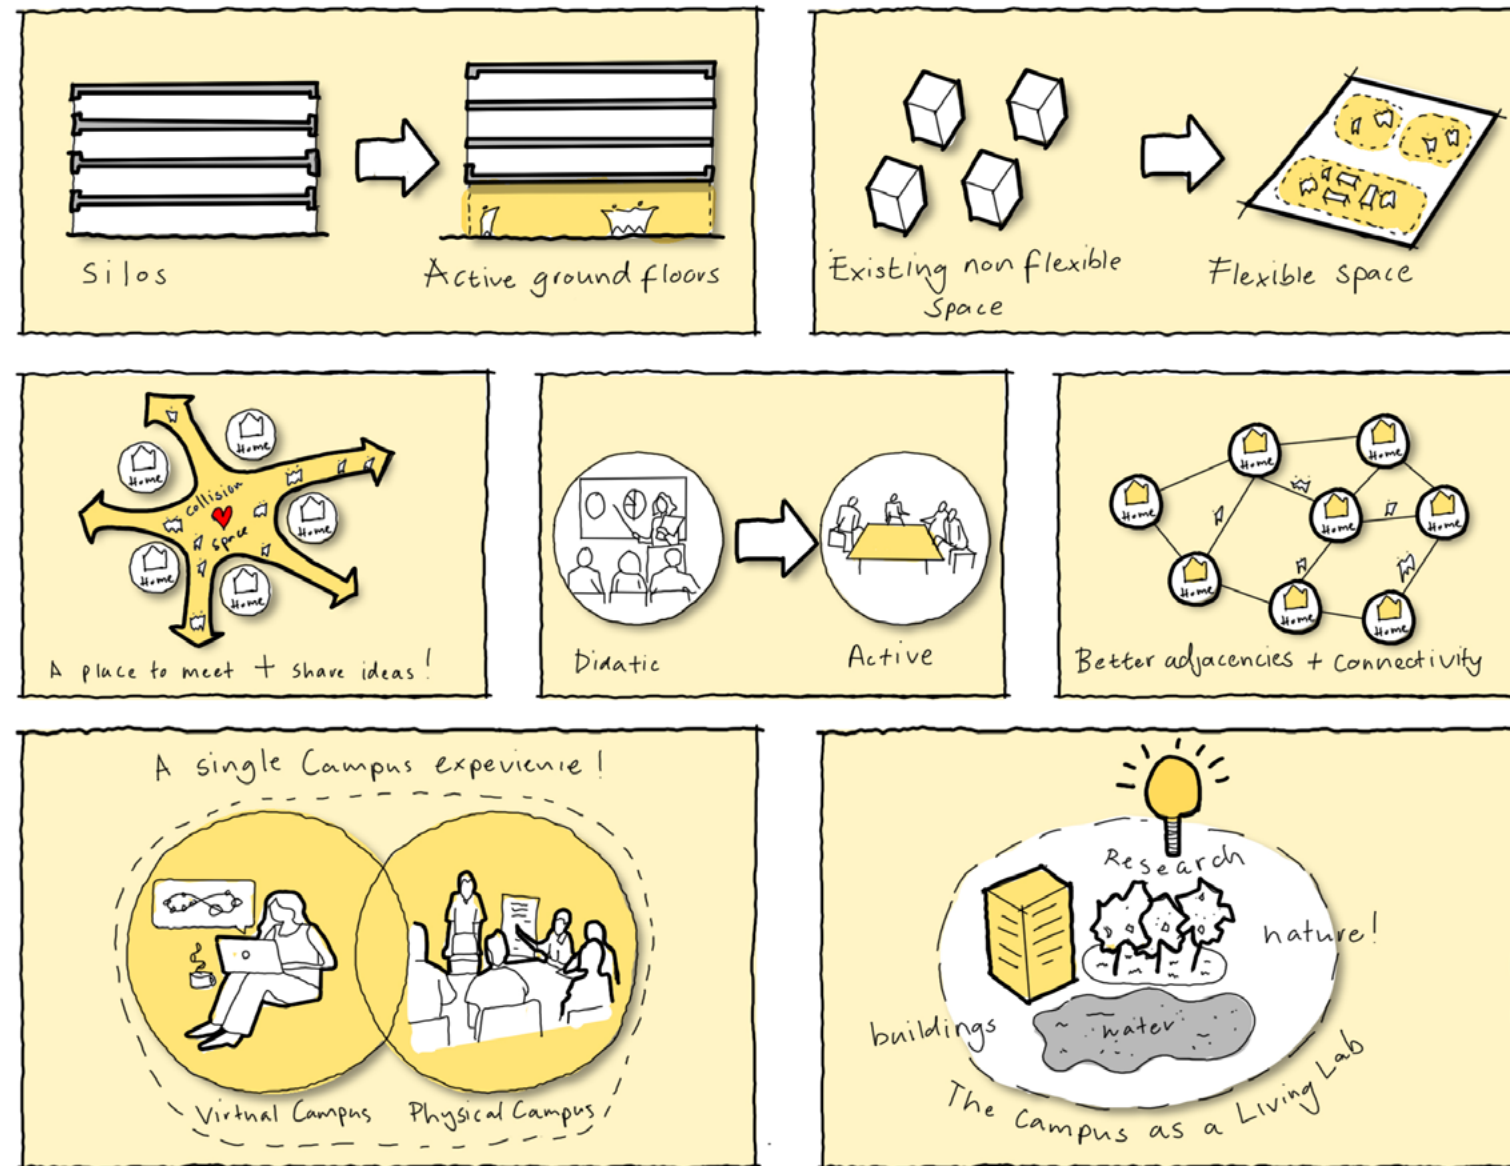 Silos
Active ground floors
Existing non flexible
Space
Flexible space
Home
Home
Home
Home
Home
collision
space
A place to meet + share ideas!
Didatic
Active
Home
Home
Home
Home
Home
Home
Home
Home
Better adjacencies + connectivity
A single Campus expevienie!
Virtual Campus
Physical Campus
Research
nature!
buildings
water
The campus as a Living Lab